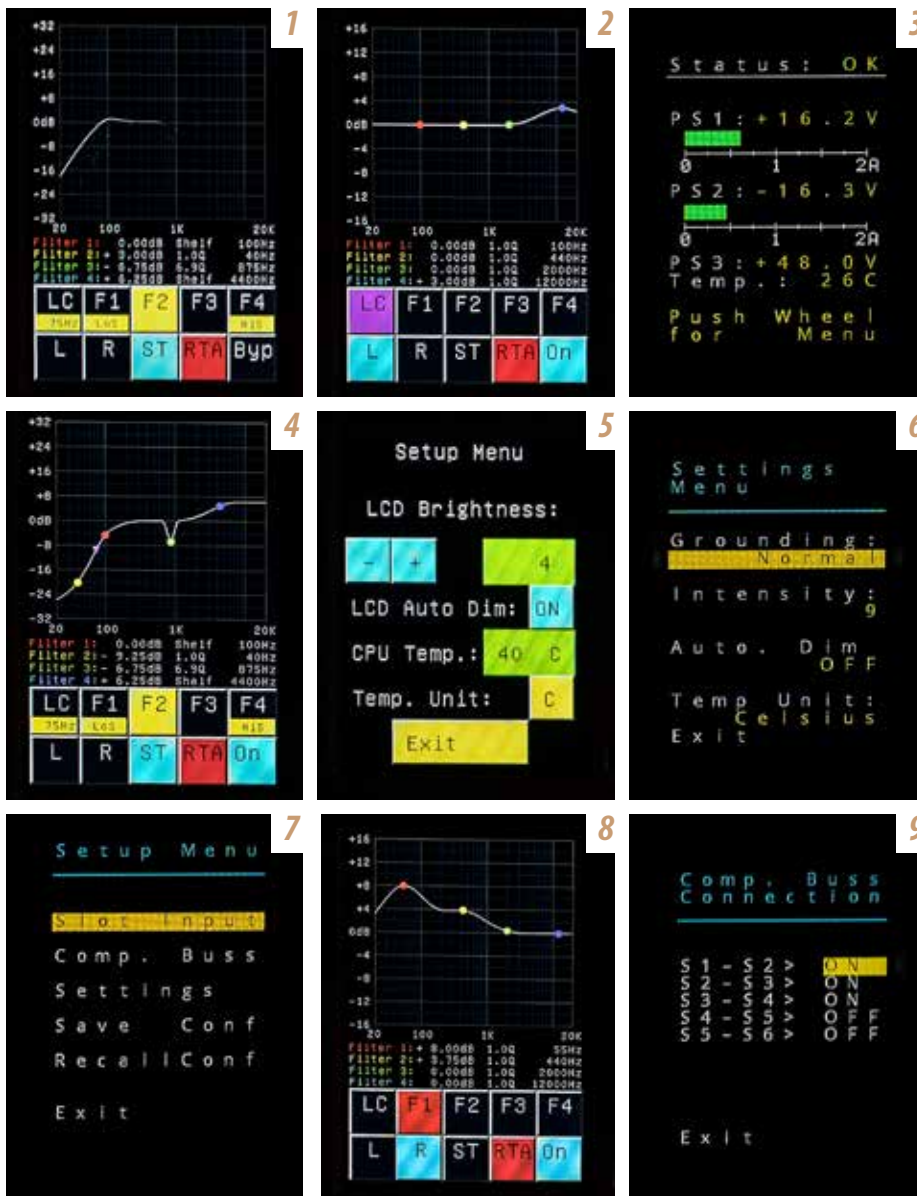 1
+32
+24
+16
+8
0dB
-8
-16
-24
-32
20 100 1K 20K
Filter 1: 0.00dB Shelf 100Hz
Filter 2:+ 3.00dB 1.0Q 40Hz
Filter 3:- 6.75dB 6.9Q 875Hz
Filter 4:+ 6.25dB Shelf 4400Hz
LC F1 F2 F3 F4
75Hz LoS HiS
L R ST RTA Byp
2
+16
+12
+8
+4
0dB
-4
-8
-12
-16
20 100 1K 20K
Filter 1: 0.00dB 1.0Q 100Hz
Filter 2: 0.00dB 1.0Q 440Hz
Filter 3: 0.00dB 1.0Q 2000Hz
Filter 4:+ 3.00dB 1.0Q 12000Hz
LC F1 F2 F3 F4
L R ST RTA On
3
Status: OK
PS1:+16.2V
0 1 2A
PS2:-16.3V
0 1 2A
PS3:+48.0V
Temp.: 26C
Push Wheel
for Menu
4
+32
+24
+16
+8
0dB
-8
-16
-24
-32
20 100 1K 20K
Filter 1: 0.00dB Shelf 100Hz
Filter 2:- 9.25dB 1.0Q 40Hz
Filter 3:- 6.75dB 6.9Q 875Hz
Filter 4:+ 6.25dB Shelf 4400Hz
LC F1 F2 F3 F4
75Hz LoS HiS
L R ST RTA On
5
Setup Menu
LCD Brightness:
- + 4
LCD Auto Dim: ON
CPU Temp.: 40 C
Temp. Unit: C
Exit
6
Settings
Menu
Grounding:
Normal
Intensity:
9
Auto. Dim
OFF
Temp Unit:
Celsius
Exit
7
Setup Menu
Slot Input
Comp. Buss
Settings
Save Conf
RecallConf
Exit
8
+16
+12
+8
+4
0dB
-4
-8
-12
-16
20 100 1K 20K
Filter 1:+ 8.00dB 1.0Q 55Hz
Filter 2:+ 3.75dB 1.0Q 440Hz
Filter 3: 0.00dB 1.0Q 2000Hz
Filter 4: 0.00dB 1.0Q 12000Hz
LC F1 F2 F3 F4
L R ST RTA On
9
Comp. Buss
Connection
S1-S2> ON
S2-S3> ON
S3-S4> ON
S4-S5> OFF
S5-S6> OFF
Exit